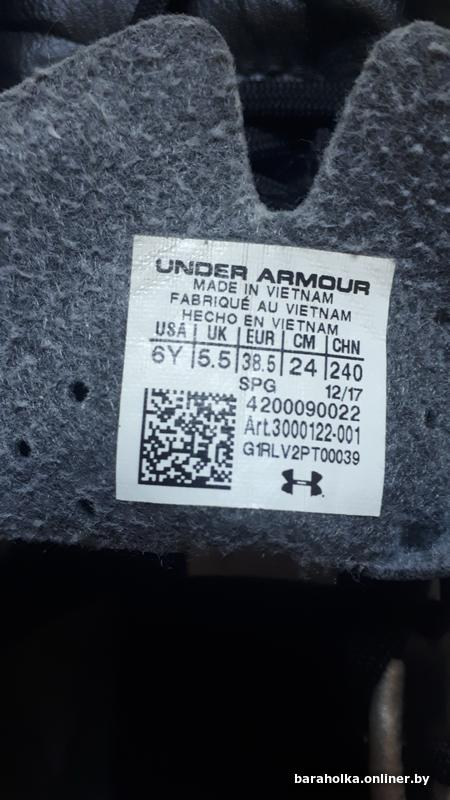 UNDER ARMOUR
MADE IN VIETNAM
FABRIQUÉ AU VIETNAM
HECHO EN VIETNAM
USA UK EUR CM CHN
6Y 5.5 38.5 24 240
SPG 12/17
4200090022
Art.3000122-001
G1RLV2PT00039
baraholka.onliner.by